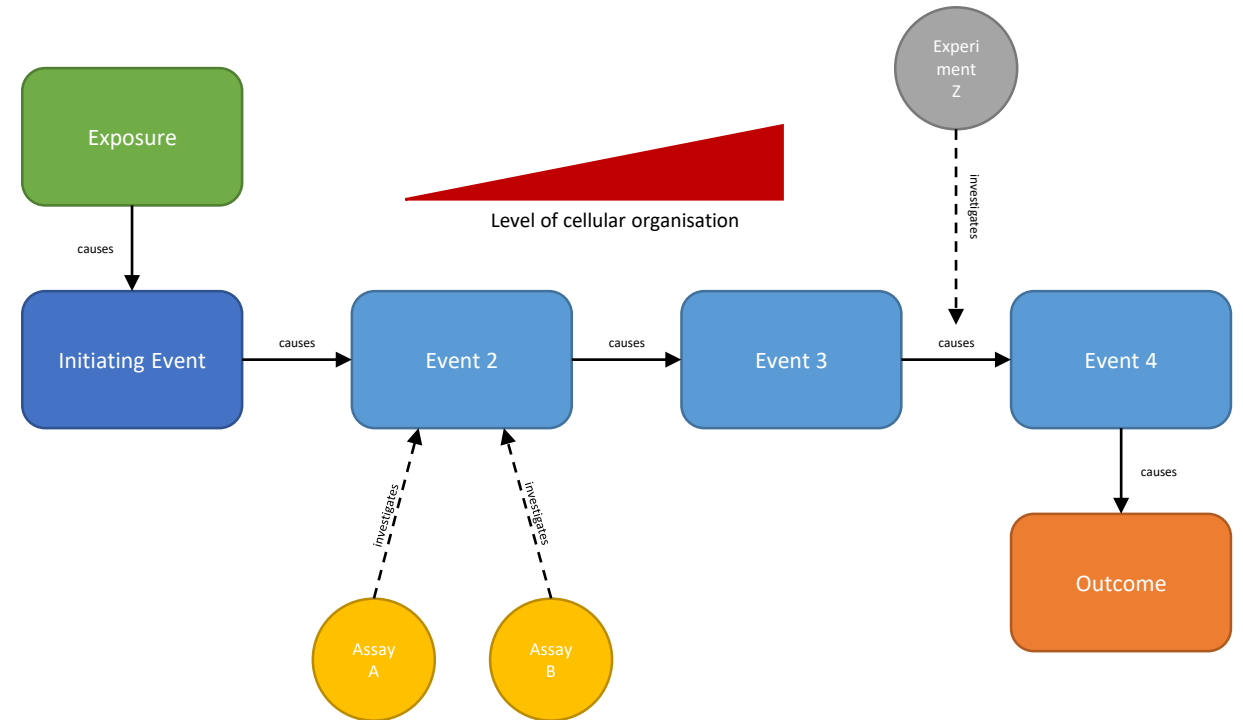 Experi
ment
Z
Exposure
Level of cellular organisation
investigates
causes
Initiating Event
causes
Event 2
causes
Event 3
causes
Event 4
investigates
investigates
causes
Outcome
Assay
A
Assay
B